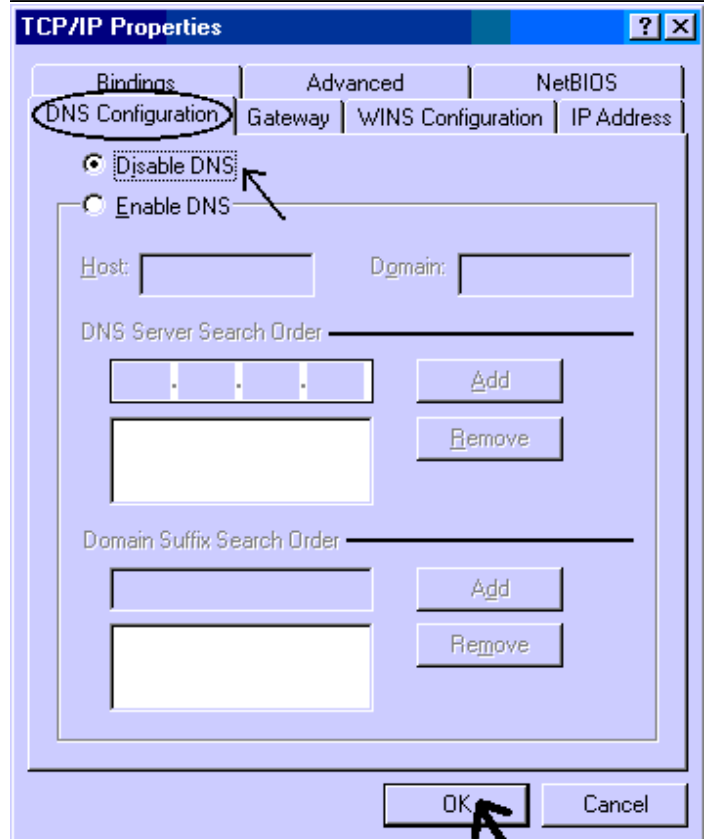 TCP/IP Properties
Bindings Advanced NetBIOS
DNS Configuration Gateway WINS Configuration IP Address
Disable DNS
Enable DNS
Host: Domain:
DNS Server Search Order
Add
Remove
Domain Suffix Search Order
Add
Remove
OK Cancel